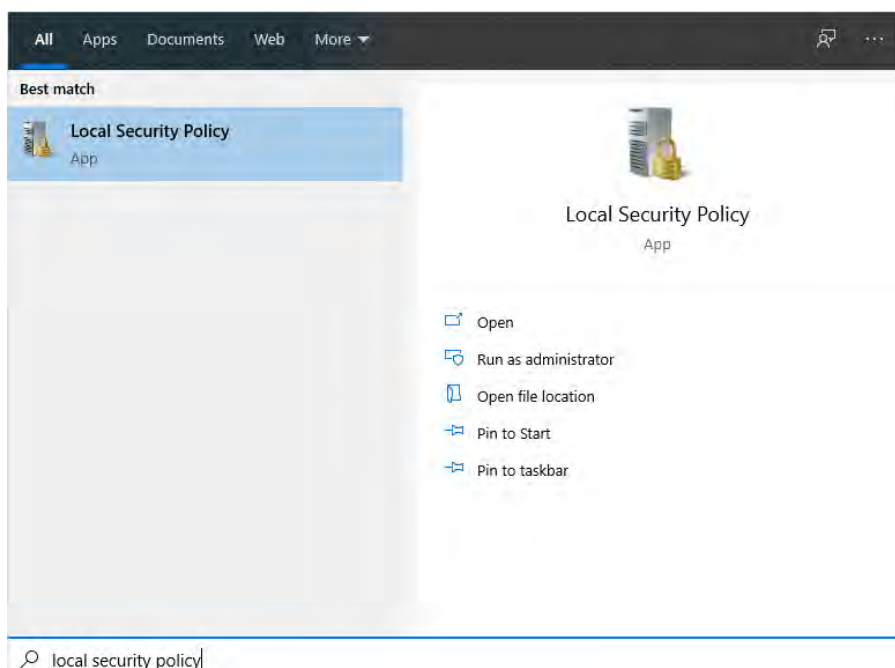 All Apps Documents Web More
Best match
Local Security Policy
App
Local Security Policy
App
Open
Run as administrator
Open file location
Pin to Start
Pin to taskbar
local security policy